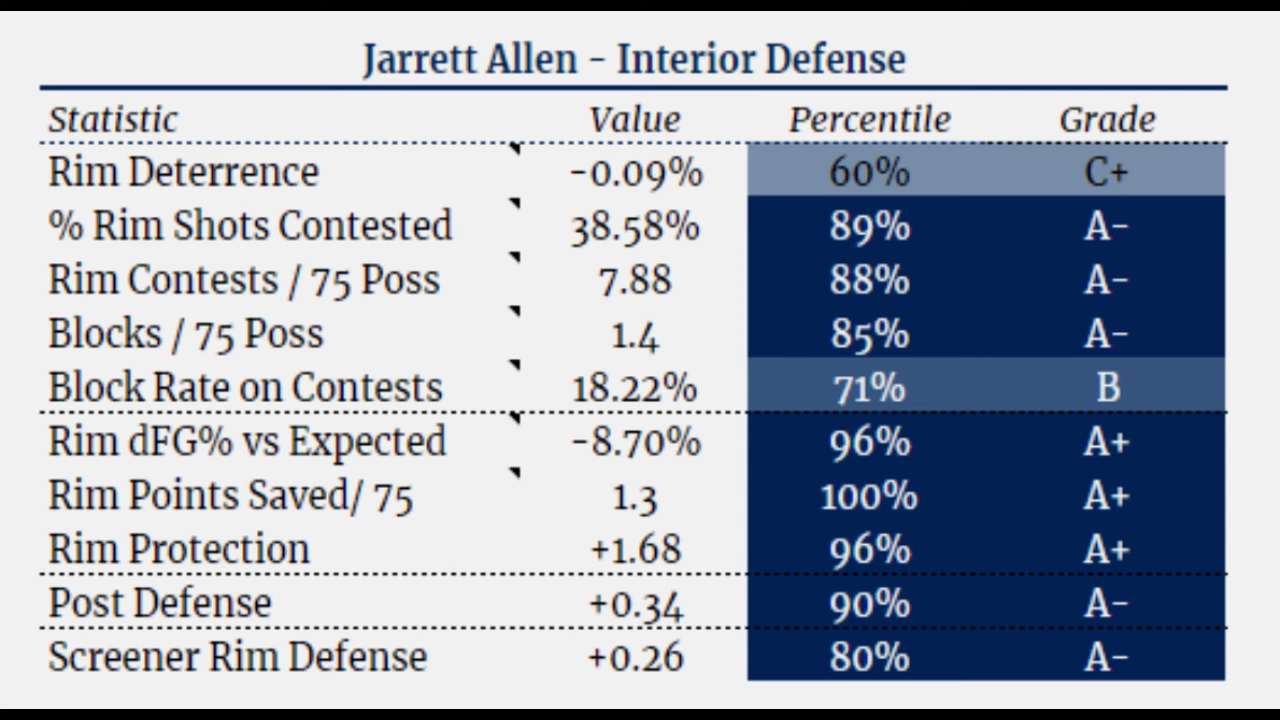 Jarrett Allen - Interior Defense
Statistic Value Percentile Grade
Rim Deterrence -0.09% 60% C+
% Rim Shots Contested 38.58% 89% A-
Rim Contests / 75 Poss 7.88 88% A-
Blocks / 75 Poss 1.4 85% A-
Block Rate on Contests 18.22% 71% B
Rim dFG% vs Expected -8.70% 96% A+
Rim Points Saved/ 75 1.3 100% A+
Rim Protection +1.68 96% A+
Post Defense +0.34 90% A-
Screener Rim Defense +0.26 80% A-